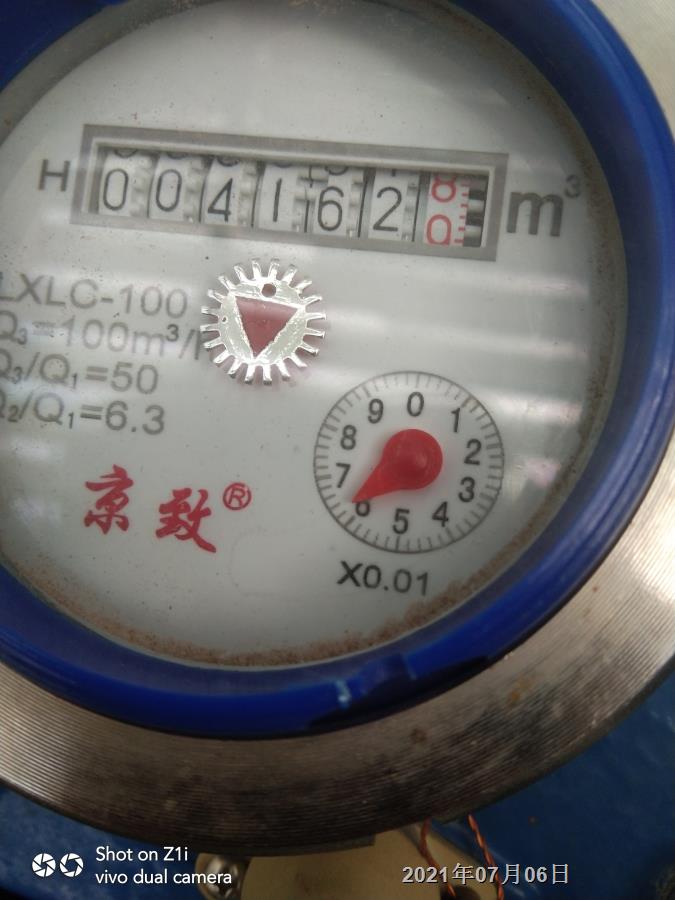 H 0041628 m³
0
LXLC-100
Q₃=100m³/
Q₃/Q₁=50
Q₂/Q₁=6.3
京致®
0 1 2 3 4 5 6 7 8 9
X0.01
Shot on Z1i
vivo dual camera
2021年07月06日